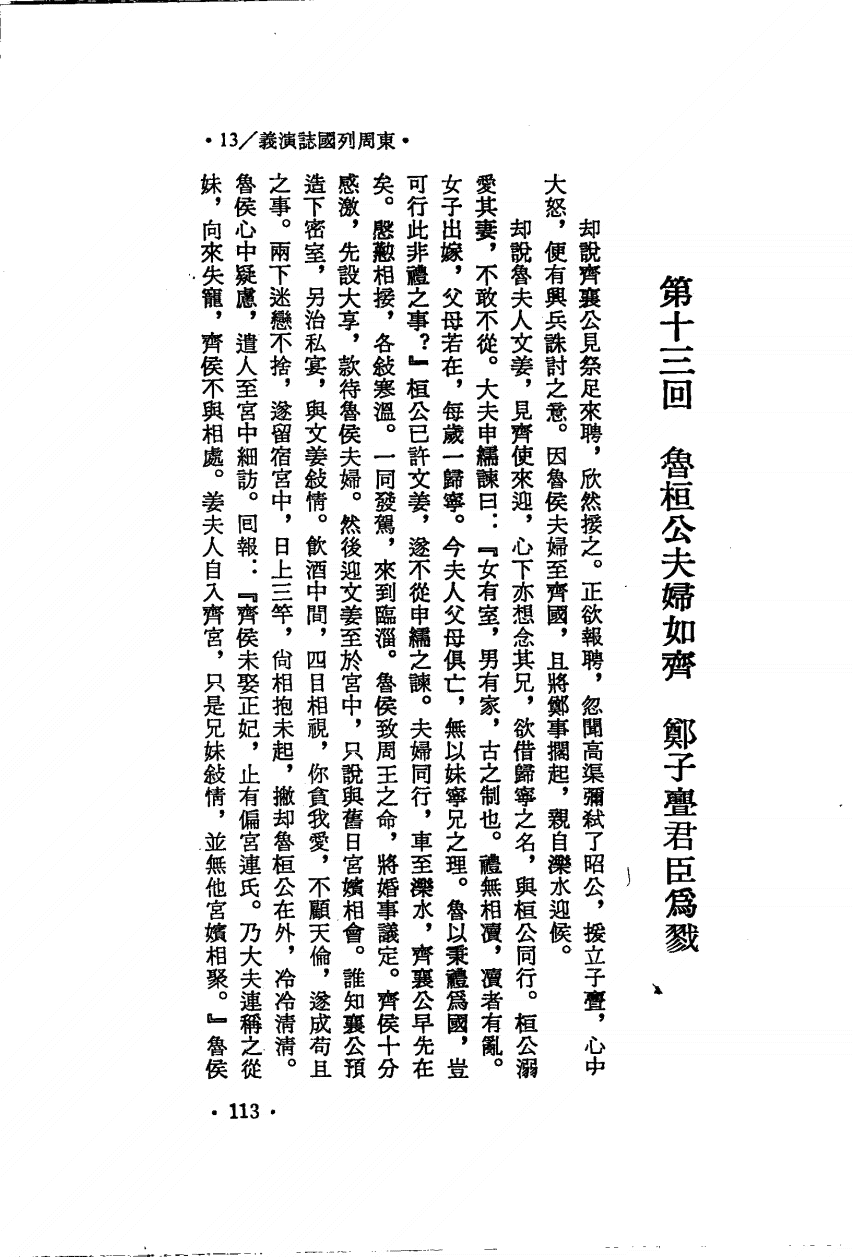 ·13/義演誌國列周東·
第十三回　魯桓公夫婦如齊　鄭子亹君臣爲戮
却說齊襄公見祭足來聘，欣然接之。正欲報聘，忽聞高渠彌弒了昭公，援立子亹，心中
大怒，便有興兵誅討之意。因魯侯夫婦至齊國，且將鄭事擱起，親自濼水迎候。
却說魯夫人文姜，見齊使來迎，心下亦想念其兄，欲借歸寧之名，與桓公同行。桓公溺
愛其妻，不敢不從。大夫申繻諫曰：『女有室，男有家，古之制也。禮無相瀆，瀆者有亂。
女子出嫁，父母若在，每歲一歸寧。今夫人父母俱亡，無以妹寧兄之理。魯以秉禮爲國，豈
可行此非禮之事？』桓公已許文姜，遂不從申繻之諫。夫婦同行，車至濼水，齊襄公早先在
矣。慇懃相接，各敍寒溫。一同發駕，來到臨淄。魯侯致周王之命，將婚事議定。齊侯十分
感激，先設大享，款待魯侯夫婦。然後迎文姜至於宮中，只說與舊日宮嬪相會。誰知襄公預
造下密室，另治私宴，與文姜敍情。飲酒中間，四目相視，你貪我愛，不顧天倫，遂成苟且
之事。兩下迷戀不捨，遂留宿宮中，日上三竿，尙相抱未起，撇却魯桓公在外，冷冷清清。
魯侯心中疑慮，遣人至宮中細訪。回報：『齊侯未娶正妃，止有偏宮連氏。乃大夫連稱之從
妹，向來失寵，齊侯不與相處。姜夫人自入齊宮，只是兄妹敍情，並無他宮嬪相聚。』魯侯
·113·